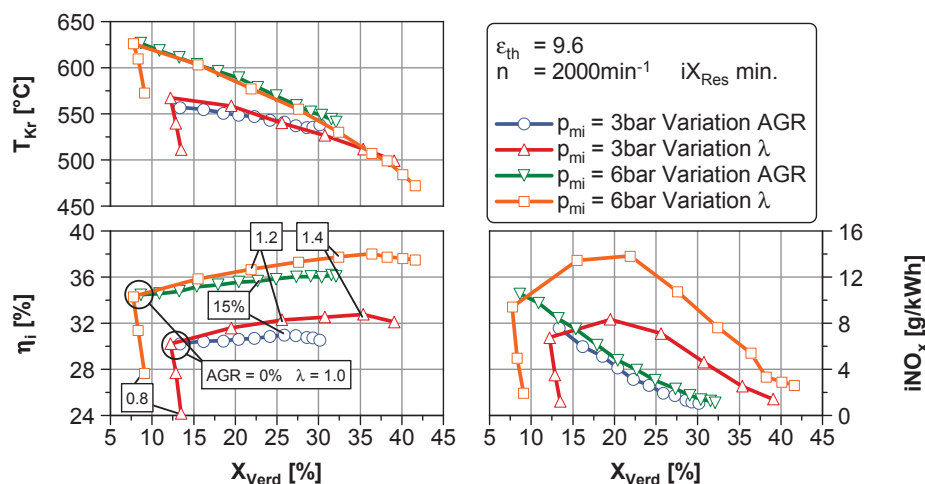 650
600
550
500
450
T_Kr [°C]
ε_th = 9.6
n = 2000min⁻¹ iX_Res min.
p_mi = 3bar Variation AGR
p_mi = 3bar Variation λ
p_mi = 6bar Variation AGR
p_mi = 6bar Variation λ
40
36
32
28
24
η_i [%]
1.2
1.4
15%
AGR = 0% λ = 1.0
0.8
5 10 15 20 25 30 35 40 45
X_Verd [%]
16
12
8
4
0
iNO_x [g/kWh]
5 10 15 20 25 30 35 40 45
X_Verd [%]